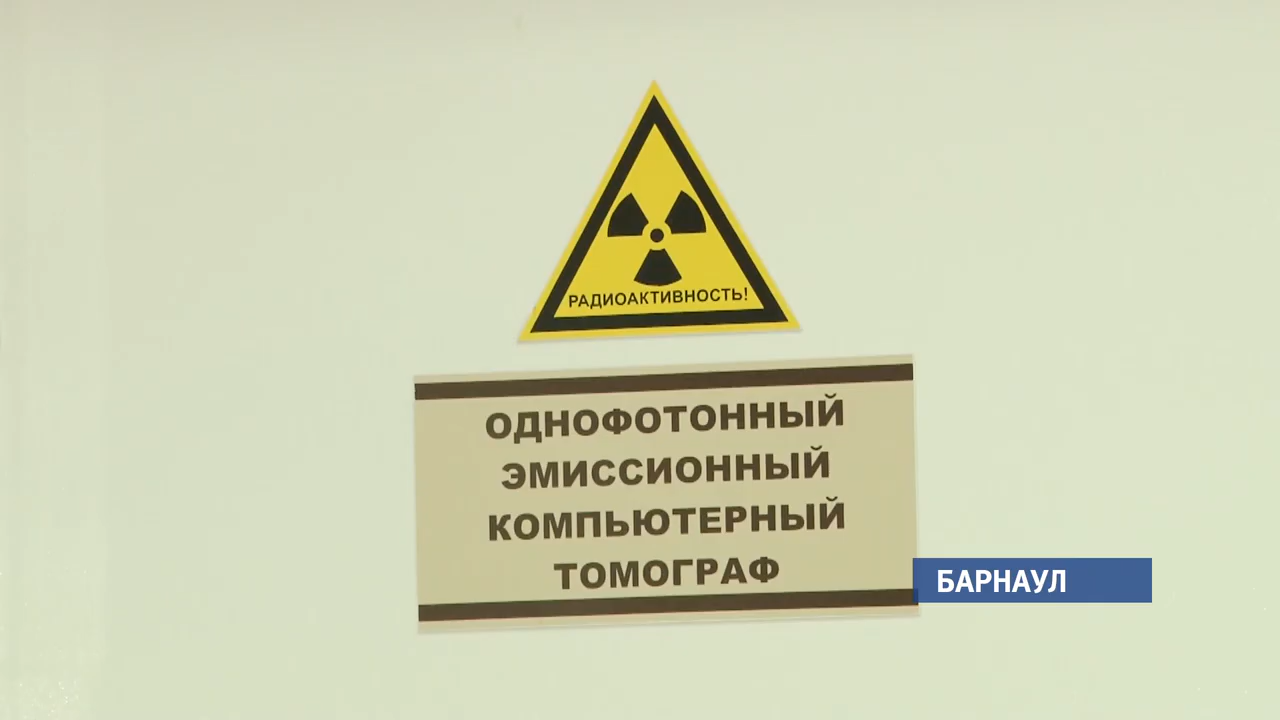 РАДИОАКТИВНОСТЬ!
ОДНОФОТОННЫЙ
ЭМИССИОННЫЙ
КОМПЬЮТЕРНЫЙ
ТОМОГРАФ
БАРНАУЛ